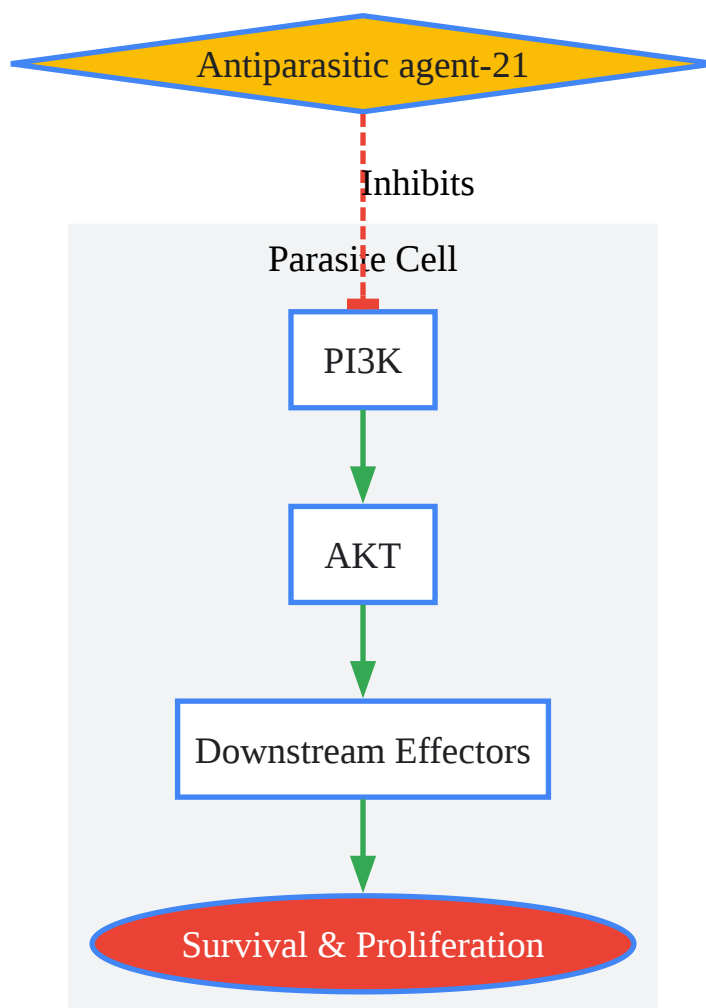 Antiparasitic agent-21
Inhibits
Parasite Cell
PI3K
AKT
Downstream Effectors
Survival & Proliferation